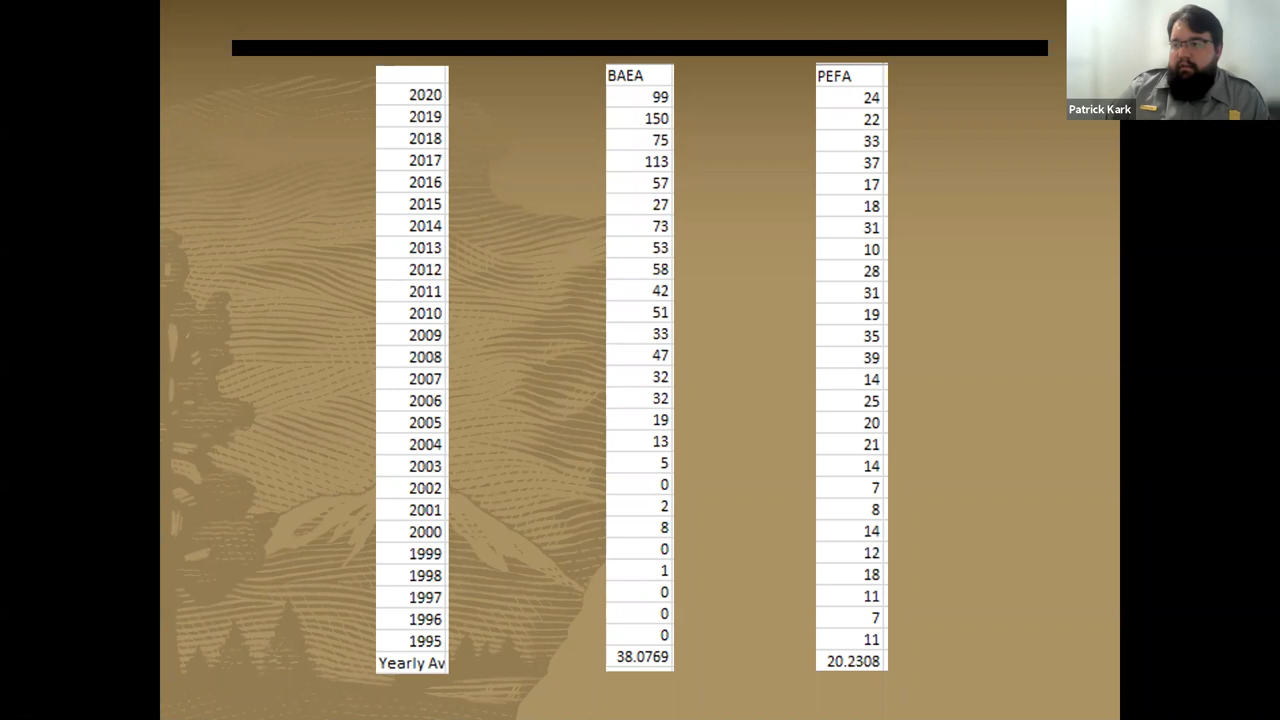 BAEA PEFA
2020 99 24
2019 150 22
2018 75 33
2017 113 37
2016 57 17
2015 27 18
2014 73 31
2013 53 10
2012 58 28
2011 42 31
2010 51 19
2009 33 35
2008 47 39
2007 32 14
2006 32 25
2005 19 20
2004 13 21
2003 5 14
2002 0 7
2001 2 8
2000 8 14
1999 0 12
1998 1 18
1997 0 11
1996 0 7
1995 0 11
Yearly Av 38.0769 20.2308
Patrick Kark